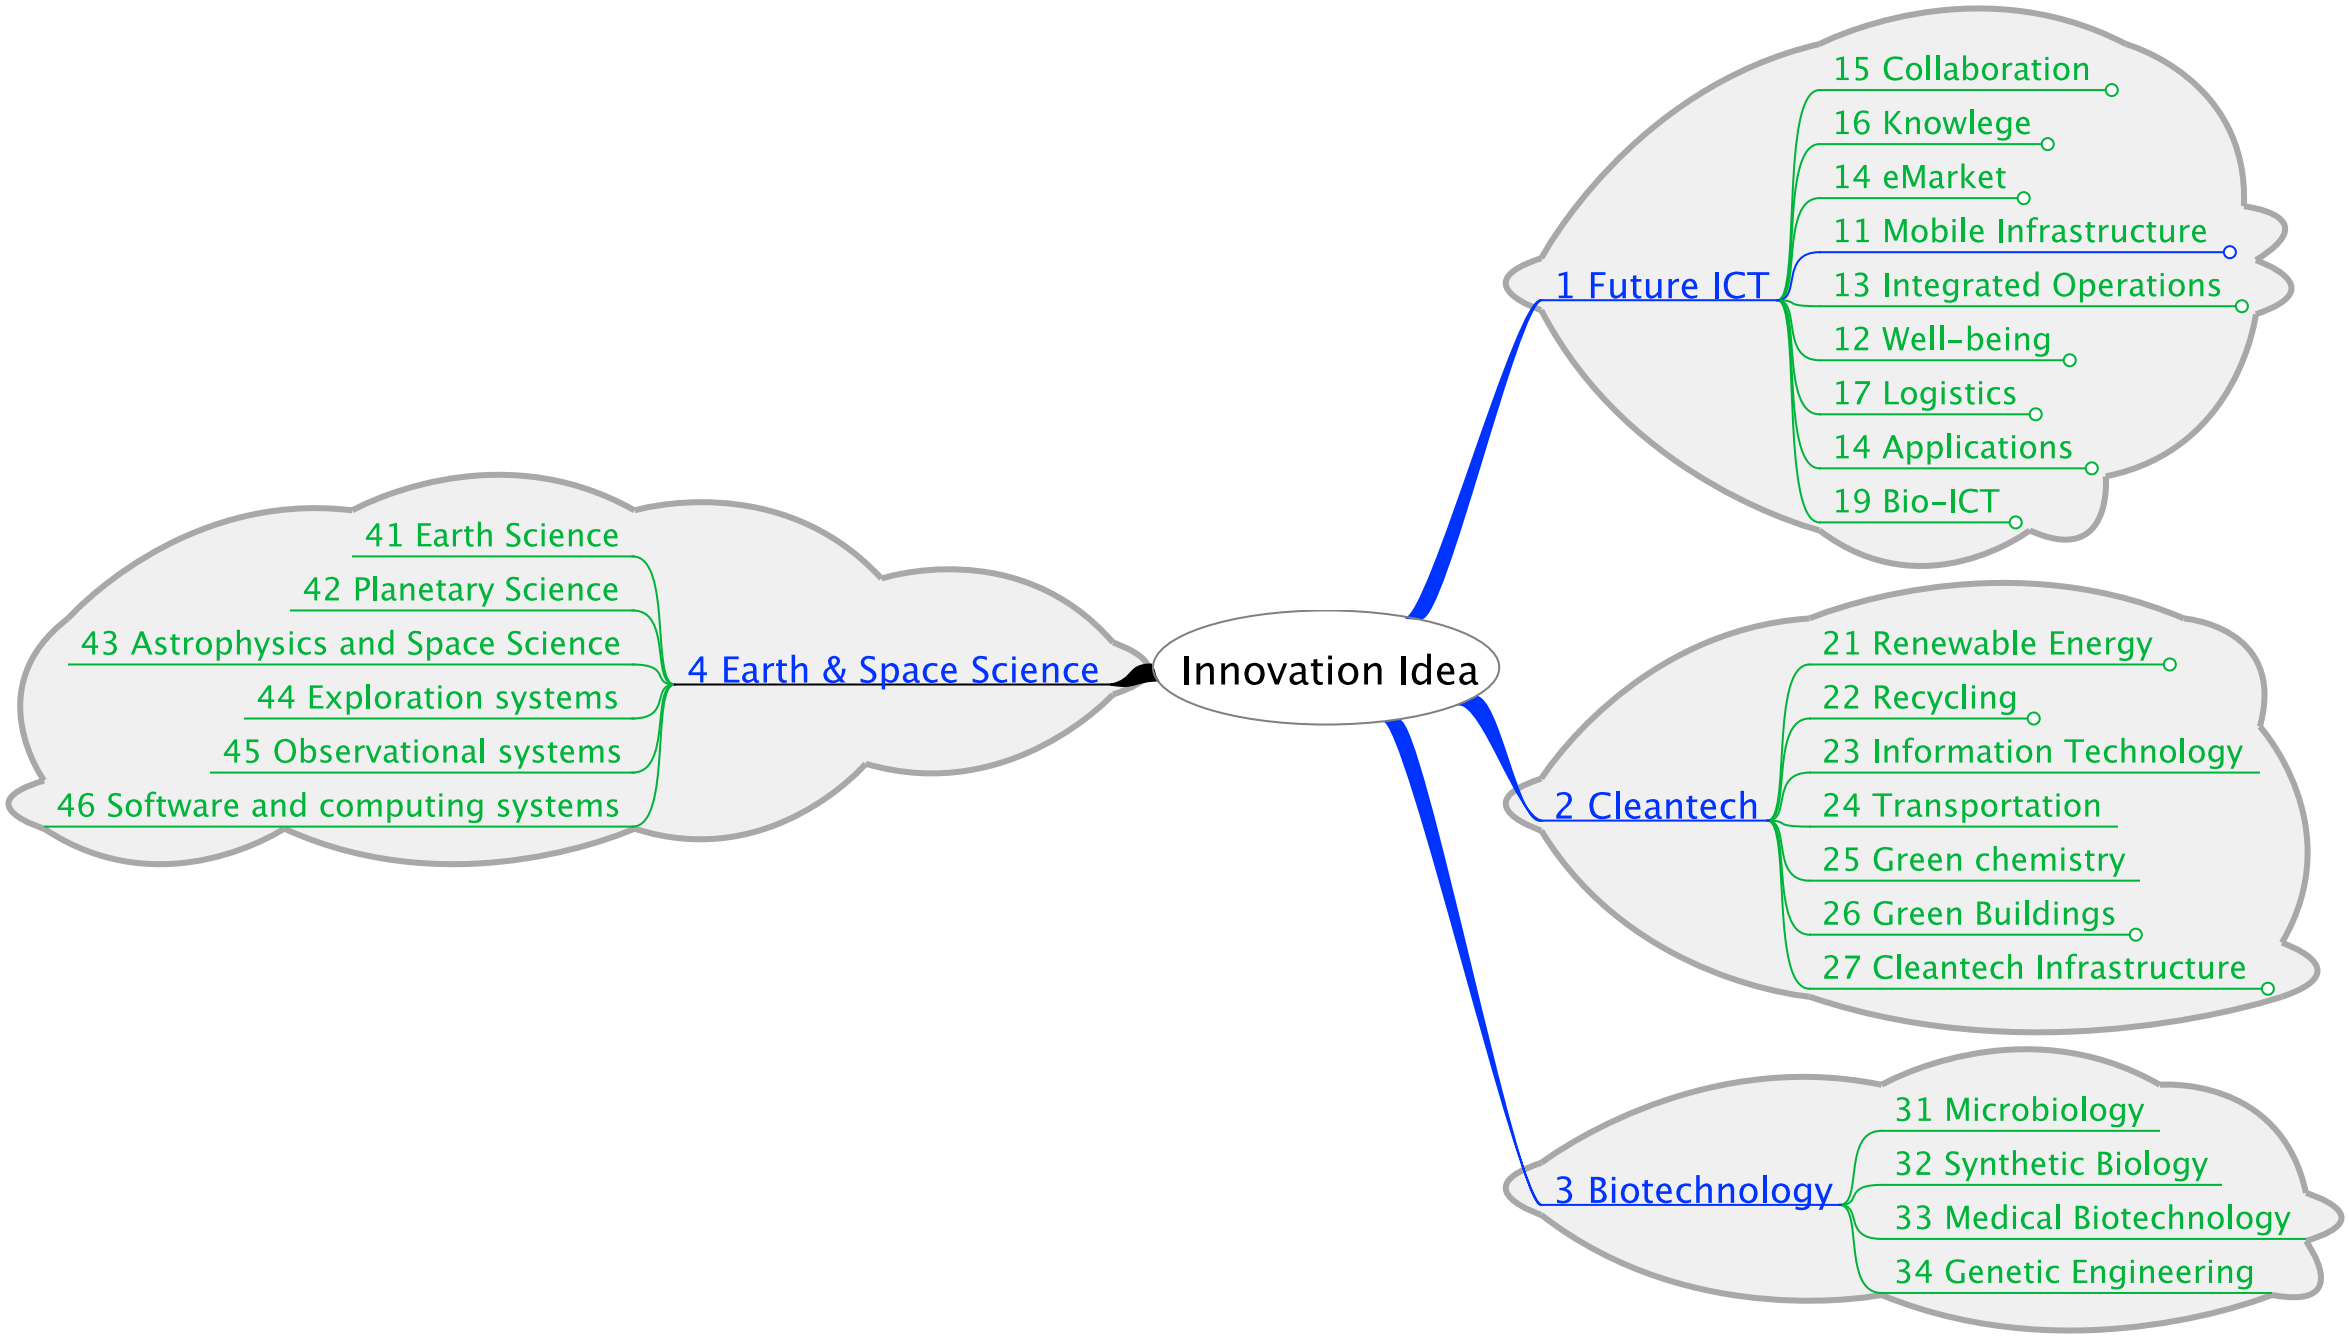 Innovation Idea
1 Future ICT
15 Collaboration
16 Knowlege
14 eMarket
11 Mobile Infrastructure
13 Integrated Operations
12 Well-being
17 Logistics
14 Applications
19 Bio-ICT
2 Cleantech
21 Renewable Energy
22 Recycling
23 Information Technology
24 Transportation
25 Green chemistry
26 Green Buildings
27 Cleantech Infrastructure
3 Biotechnology
31 Microbiology
32 Synthetic Biology
33 Medical Biotechnology
34 Genetic Engineering
4 Earth & Space Science
41 Earth Science
42 Planetary Science
43 Astrophysics and Space Science
44 Exploration systems
45 Observational systems
46 Software and computing systems